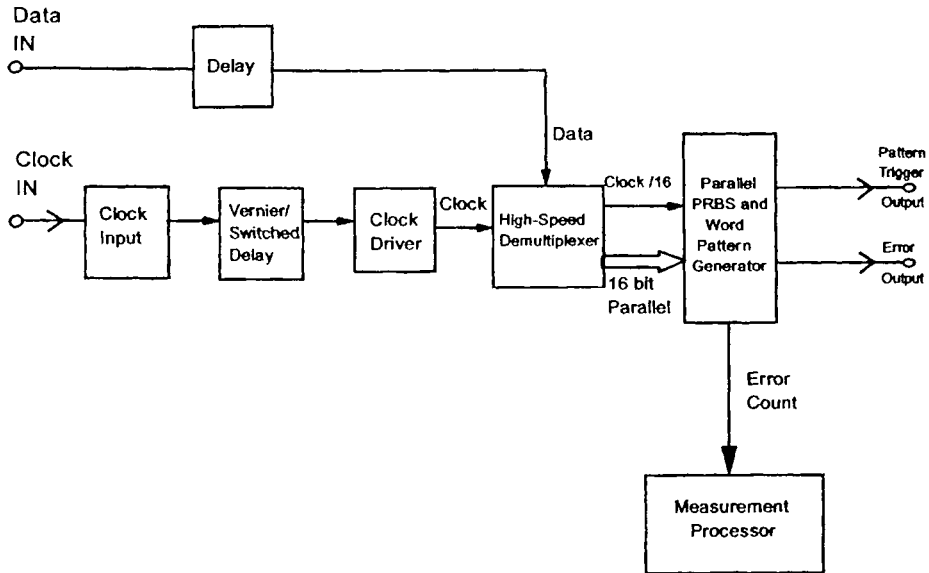 Data
IN
Delay
Data
Clock
IN
Clock
Input
Vernier/
Switched
Delay
Clock
Driver
Clock
High-Speed
Demultiplexer
Clock /16
16 bit
Parallel
Parallel
PRBS and
Word
Pattern
Generator
Pattern
Trigger
Output
Error
Output
Error
Count
Measurement
Processor